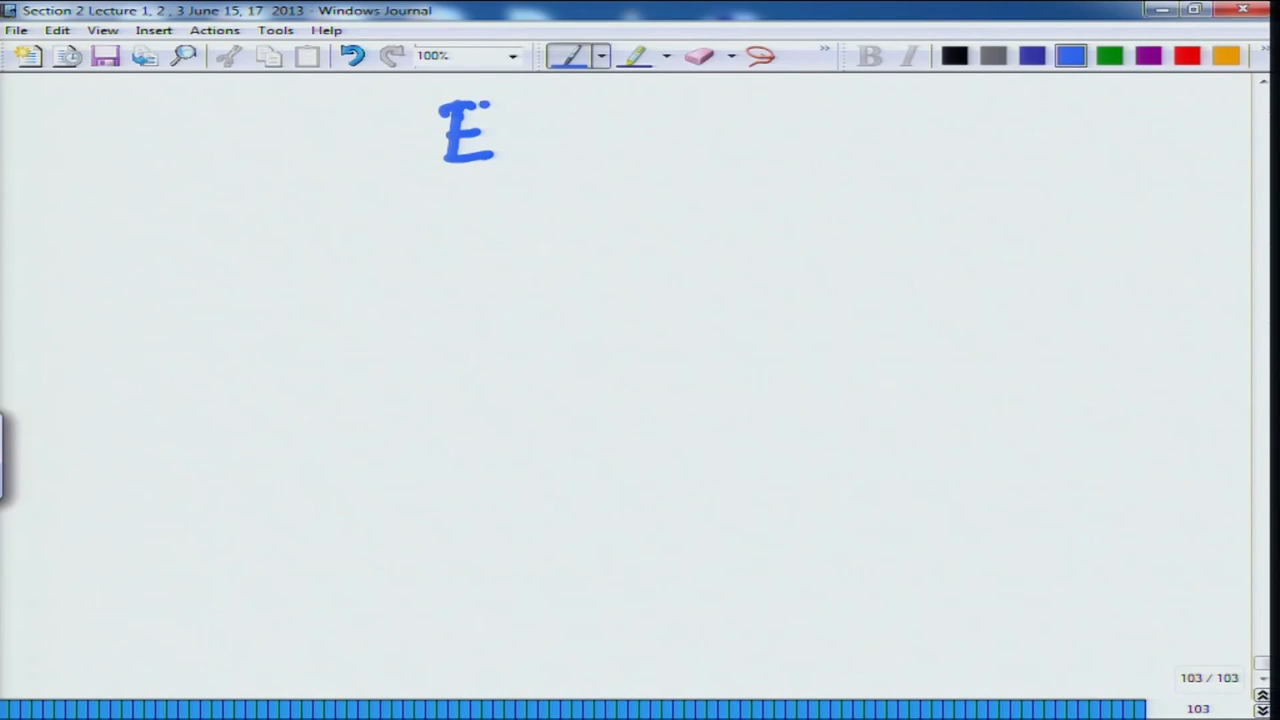 Section 2 Lecture 1, 2 , 3 June 15, 17 2013 - Windows Journal
File Edit View Insert Actions Tools Help
100% B I
E
103 / 103
103